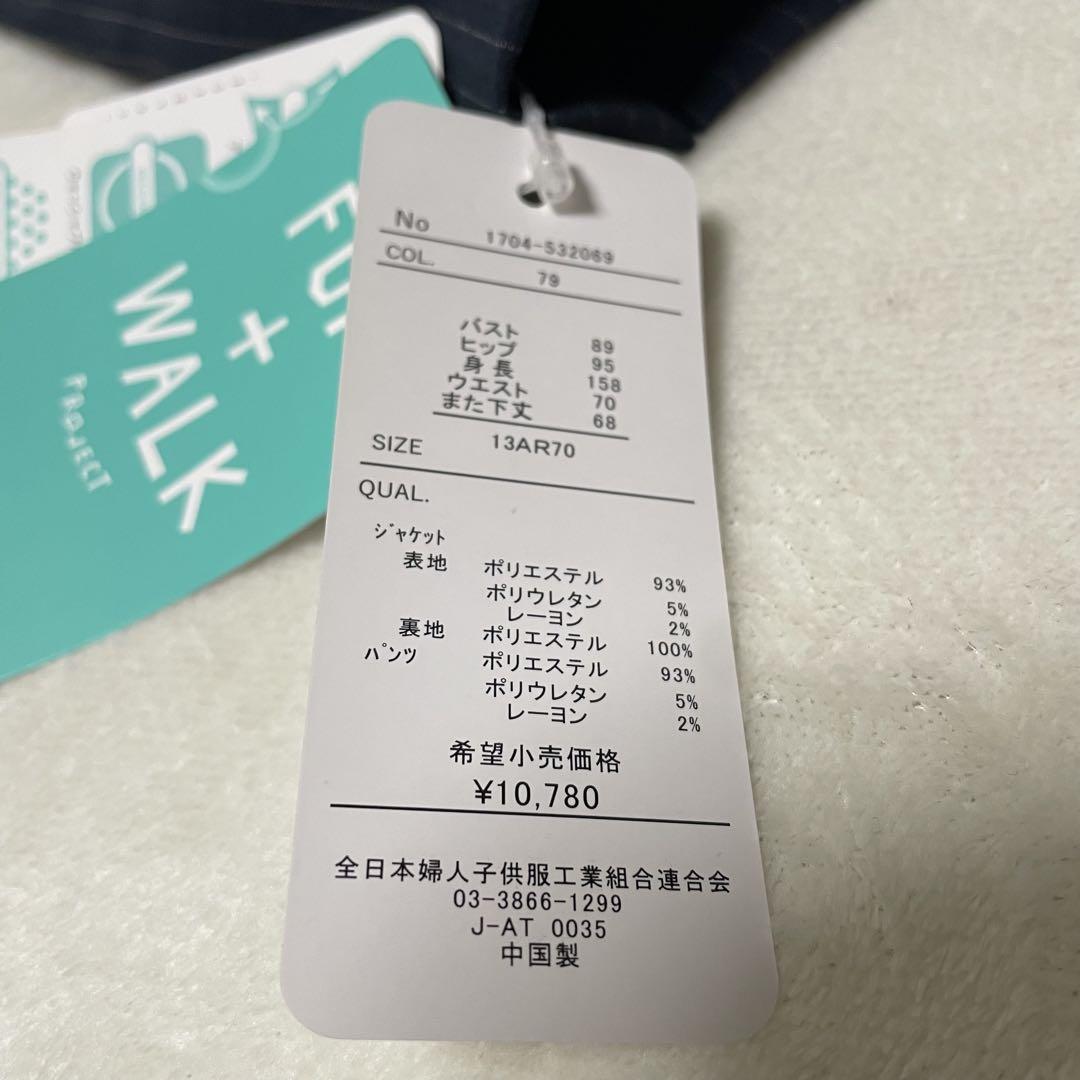 FUN
+
WALK
PROJECT
No 1704-532069
COL. 79
バスト 89
ヒップ 95
身長 158
ウエスト 70
また下丈 68
SIZE 13AR70
QUAL.
ジャケット
表地 ポリエステル 93%
ポリウレタン 5%
レーヨン 2%
裏地 ポリエステル 100%
パンツ ポリエステル 93%
ポリウレタン 5%
レーヨン 2%
希望小売価格
¥10,780
全日本婦人子供服工業組合連合会
03-3866-1299
J-AT 0035
中国製